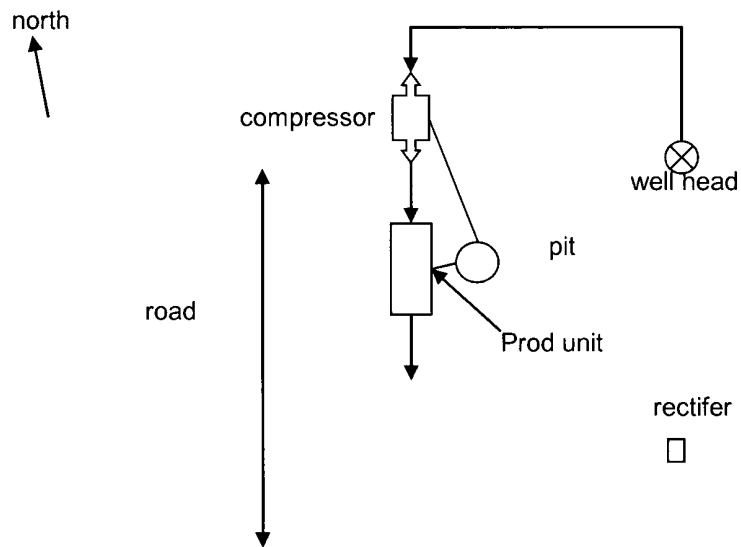 north
compressor
well head
pit
road
Prod unit
rectifer